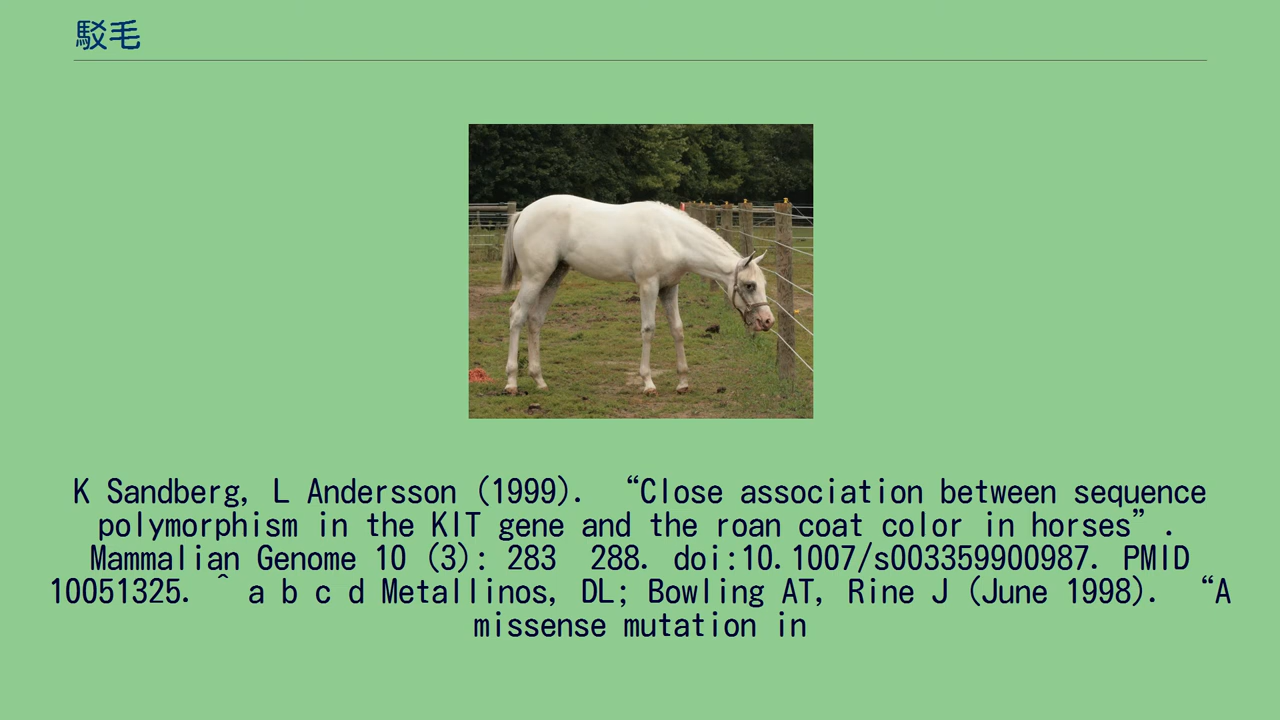 駁毛
K Sandberg, L Andersson (1999). “Close association between sequence
polymorphism in the KIT gene and the roan coat color in horses”.
Mammalian Genome 10 (3): 283 288. doi:10.1007/s003359900987. PMID
10051325. ^ a b c d Metallinos, DL; Bowling AT, Rine J (June 1998). “A
missense mutation in